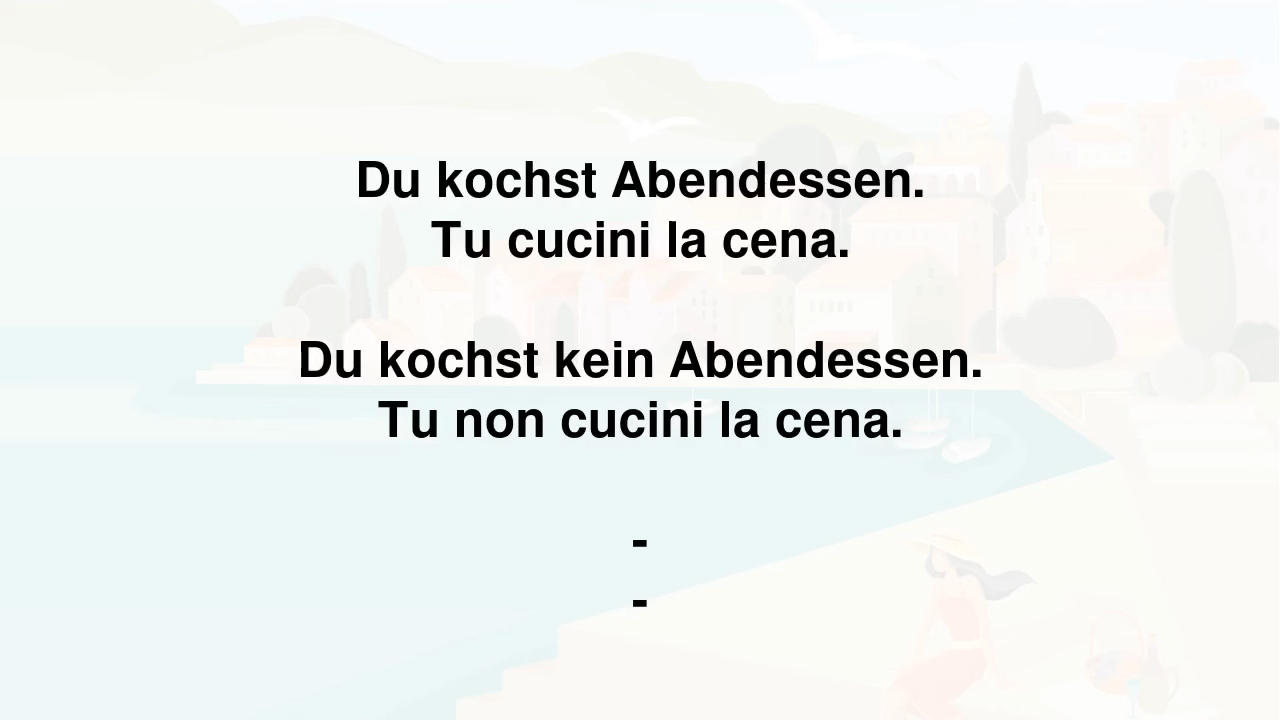 Du kochst Abendessen.
Tu cucini la cena.
Du kochst kein Abendessen.
Tu non cucini la cena.
-
-